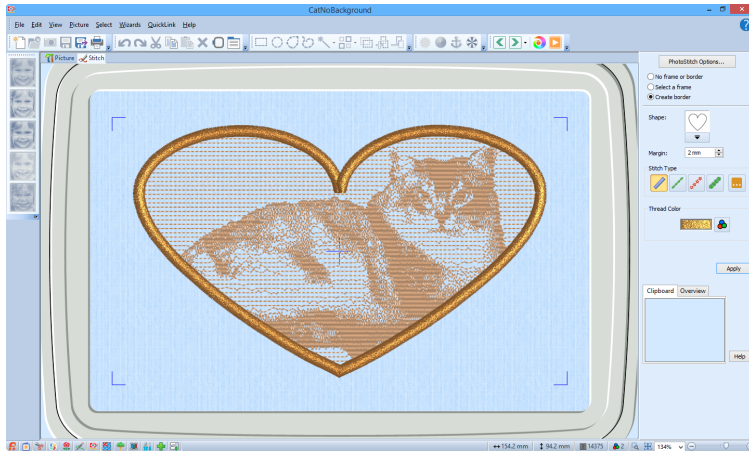 CatNoBackground
File Edit View Picture Select Wizards QuickLink Help
Picture Stitch
PhotoStitch Options...
No frame or border
Select a frame
Create border
Shape:
Margin: 2 mm
Stitch Type
Thread Color
Apply
Clipboard Overview
Help
154.2 mm 94.2 mm 14375 2 134%